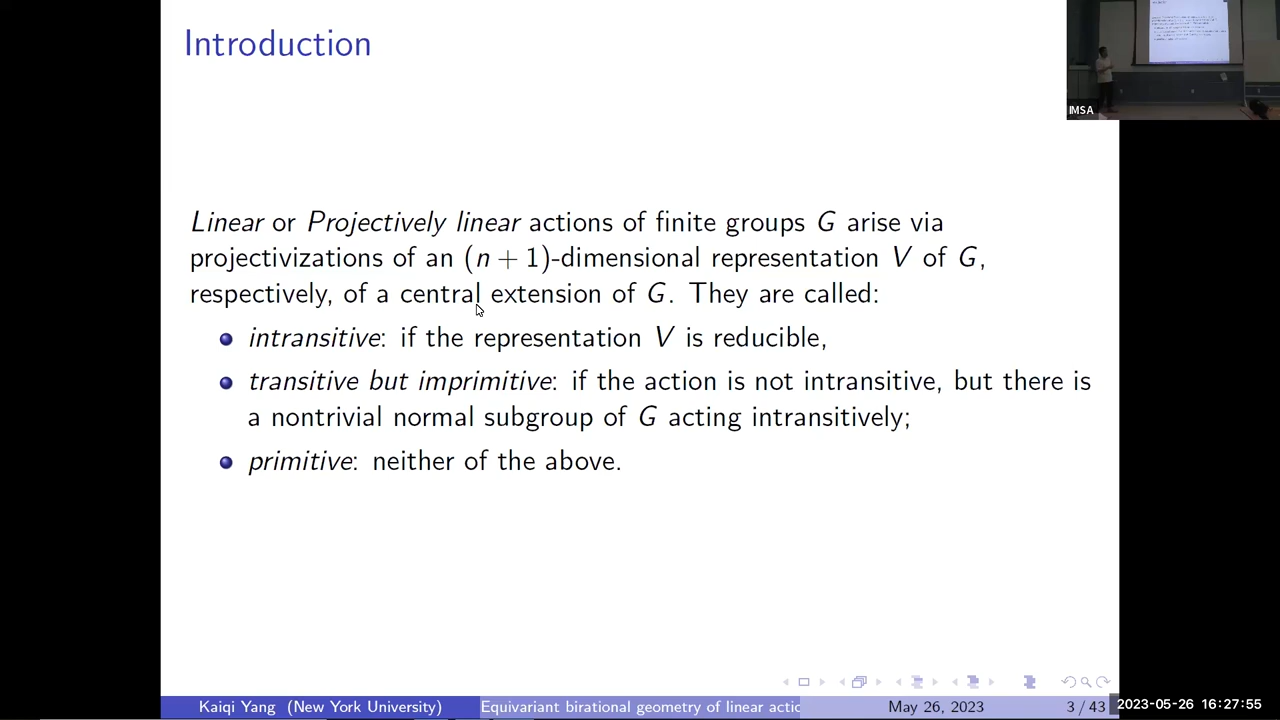 Introduction
IMSA
Linear or Projectively linear actions of finite groups G arise via
projectivizations of an (n + 1)-dimensional representation V of G,
respectively, of a central extension of G. They are called:
intransitive: if the representation V is reducible,
transitive but imprimitive: if the action is not intransitive, but there is
a nontrivial normal subgroup of G acting intransitively;
primitive: neither of the above.
Kaiqi Yang (New York University)
Equivariant birational geometry of linear actio
May 26, 2023
3 / 43
2023-05-26 16:27:55